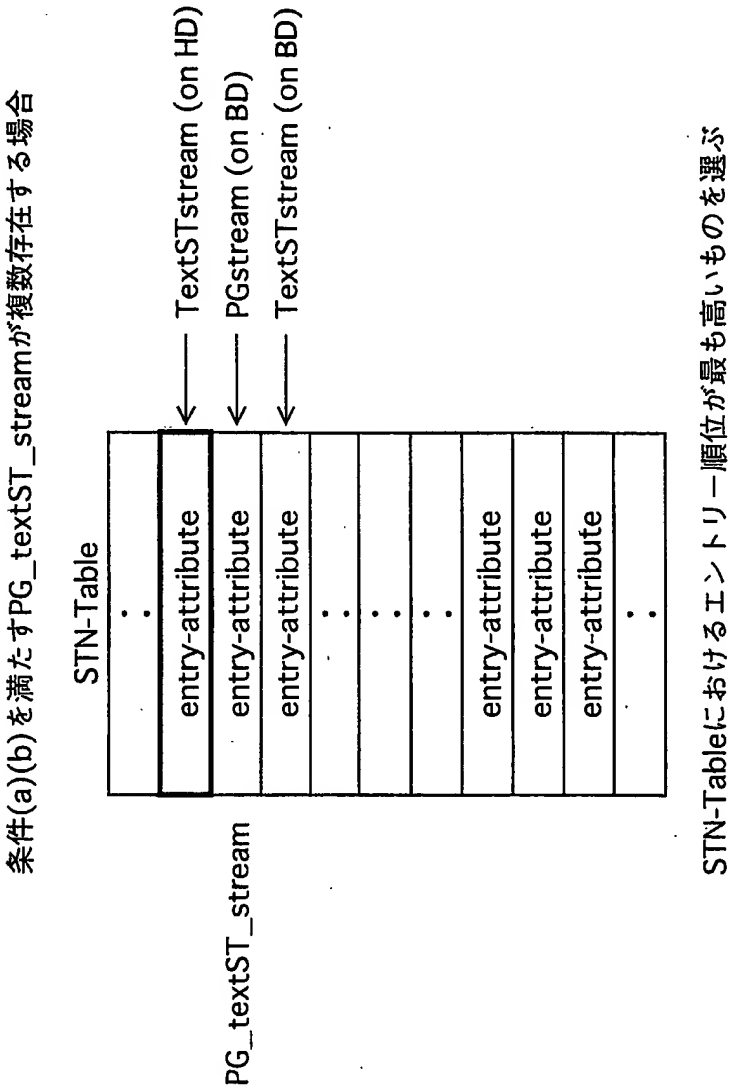 条件(a)(b)を満たすPG_textST_streamが複数存在する場合
STN-Table
entry-attribute
TextSTstream (on HD)
PG_textST_stream
entry-attribute
PGstream (on BD)
entry-attribute
TextSTstream (on BD)
entry-attribute
entry-attribute
entry-attribute
STN-Tableにおけるエントリー順位が最も高いものを選ぶ